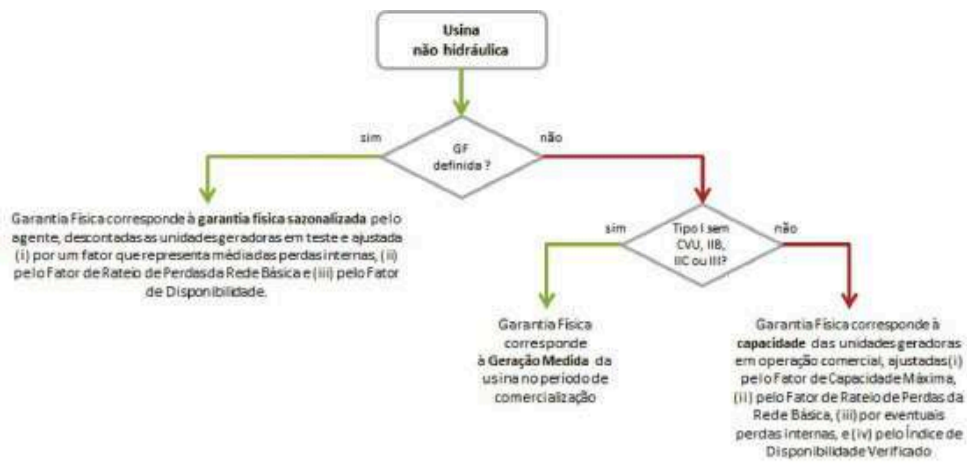 Usina
não hidráulica
sim
não
GF
definida ?
Garantia Física corresponde à garantia física sazonalizada pelo
agente, descontadas as unidades geradoras em teste e ajustada
(i) por um fator que representa média das perdas internas, (ii)
pelo Fator de Rateio de Perdas da Rede Básica e (iii) pelo Fator
de Disponibilidade.
sim
não
Tipo I sem
CVU, IIB,
IIC ou III?
Garantia Física
corresponde
à Geração Medida da
usina no período de
comercialização
Garantia Física corresponde à
capacidade das unidades geradoras
em operação comercial, ajustadas (i)
pelo Fator de Capacidade Máxima,
(ii) pelo Fator de Rateio de Perdas da
Rede Básica, (iii) por eventuais
perdas internas, e (iv) pelo Índice de
Disponibilidade Verificado